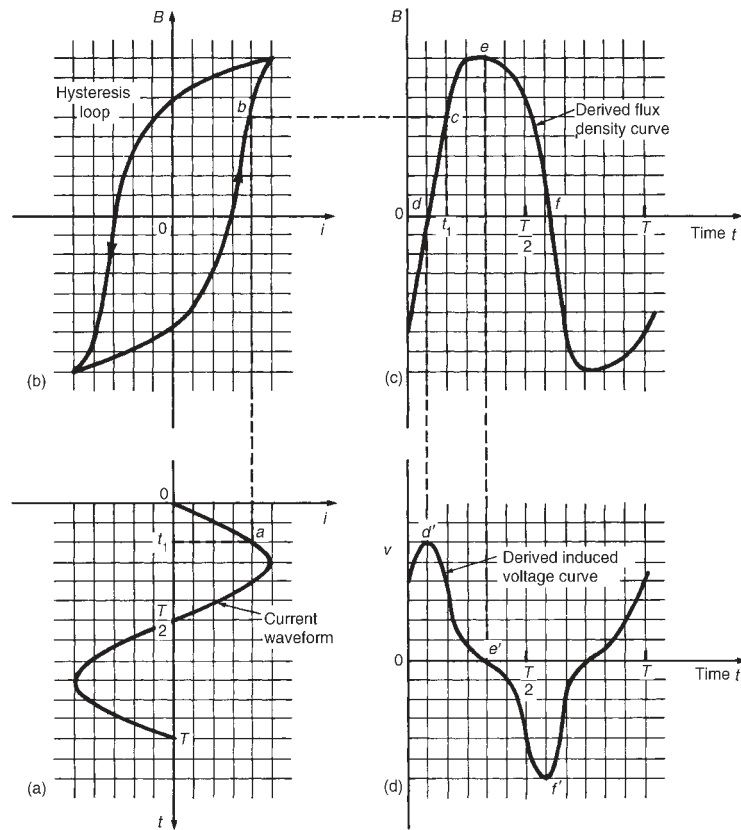 B
Hysteresis
loop
b
0
i
(b)
B
e
c
Derived flux
density curve
d
f
0
t₁
T
2
T
Time t
(c)
0
i
t₁
a
T
2
Current
waveform
T
(a)
t
v
d'
Derived induced
voltage curve
0
e'
T
2
T
Time t
(d)
f'